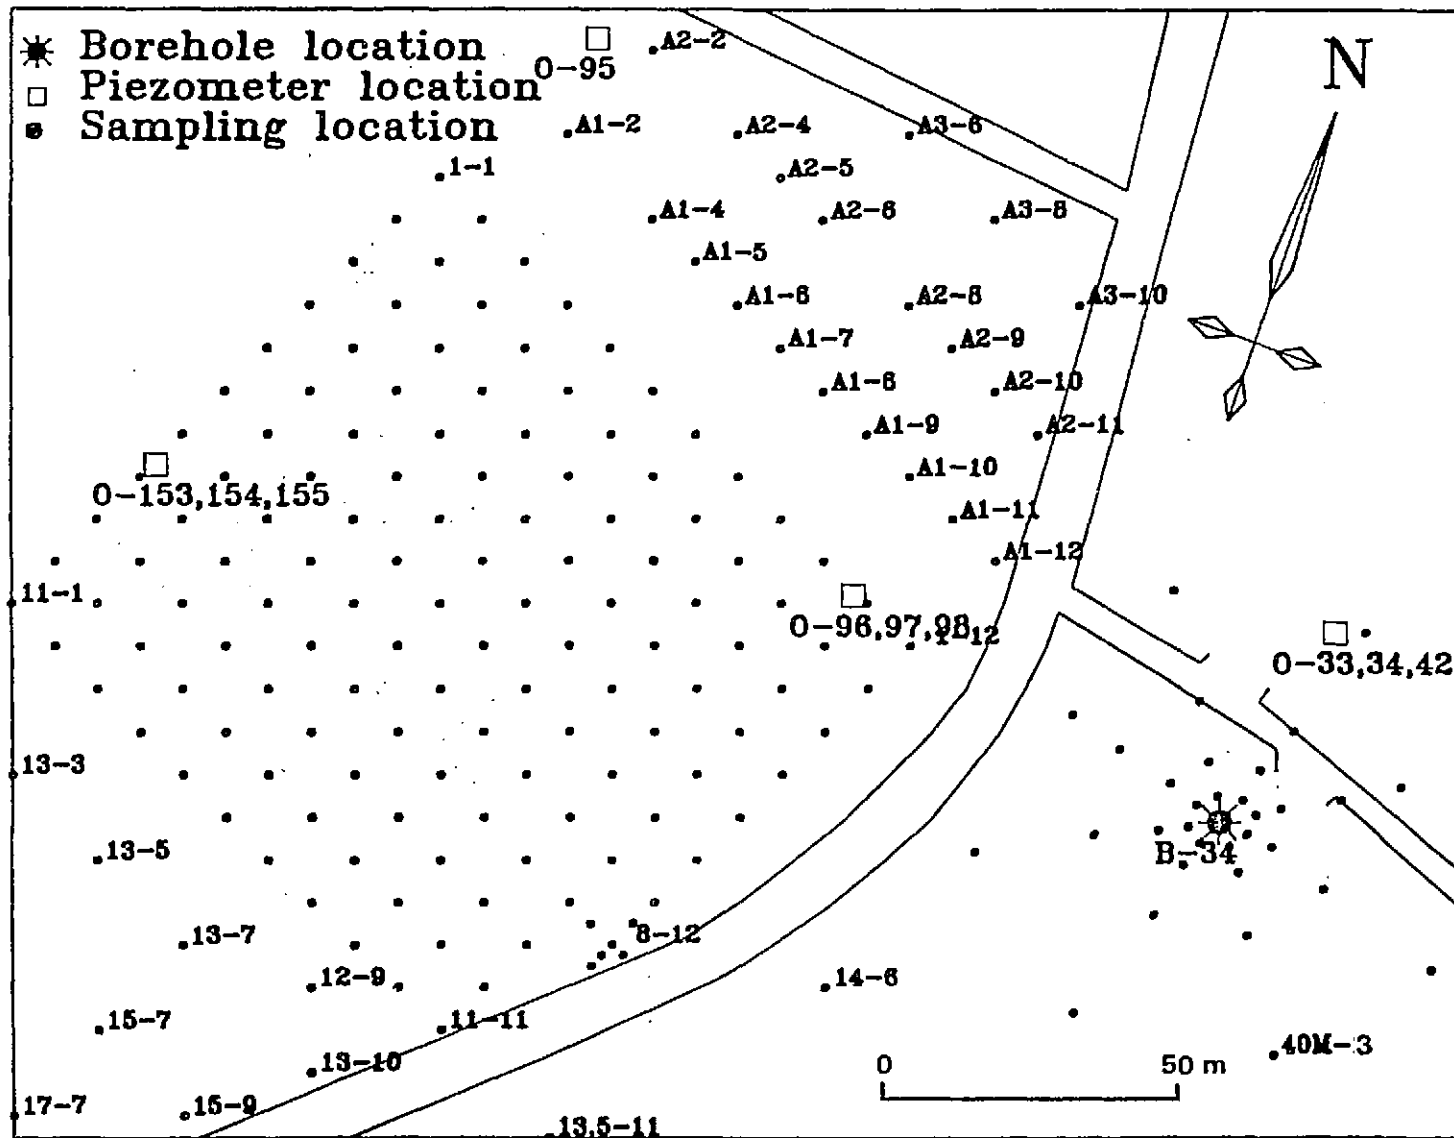 Borehole location
Piezometer location
Sampling location
N
O-95
A2-2
A1-2
A2-4
A3-6
1-1
A2-5
A1-4
A2-6
A3-8
A1-5
A1-6
A2-8
A3-10
A1-7
A2-9
A1-8
A2-10
A1-9
A2-11
A1-10
O-153,154,155
A1-11
A1-12
11-1
O-96,97,98
1-12
O-33,34,42
13-3
13-5
B-34
13-7
8-12
12-9
14-6
15-7
11-11
40M-3
13-10
0
50 m
17-7
15-9
13,5-11